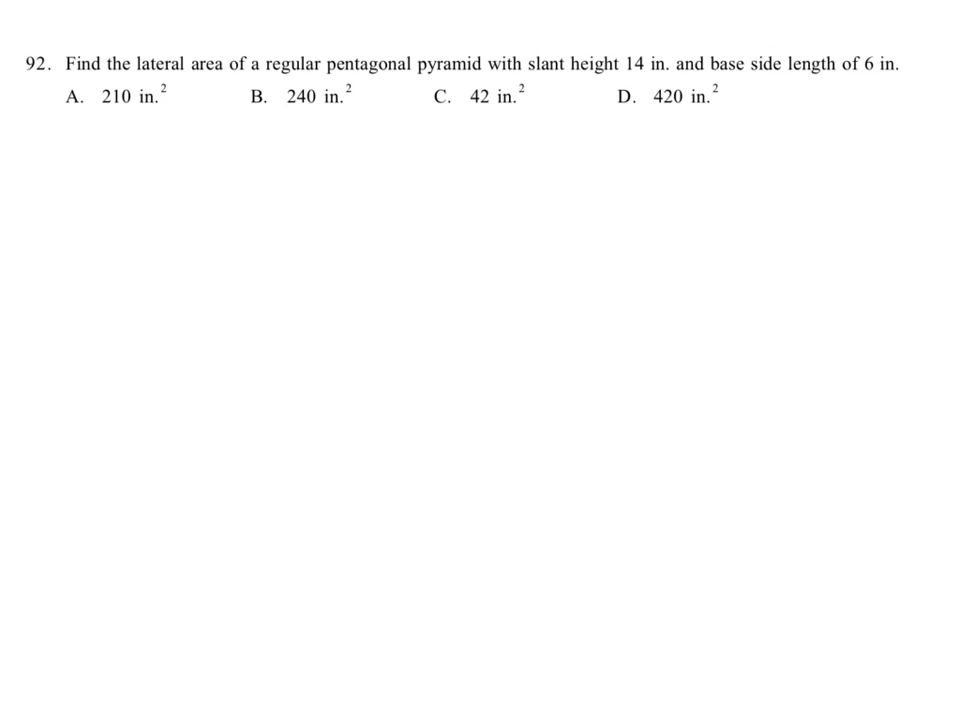 92. Find the lateral area of a regular pentagonal pyramid with slant height 14 in. and base side length of 6 in.
A. 210 in.² B. 240 in.² C. 42 in.² D. 420 in.²